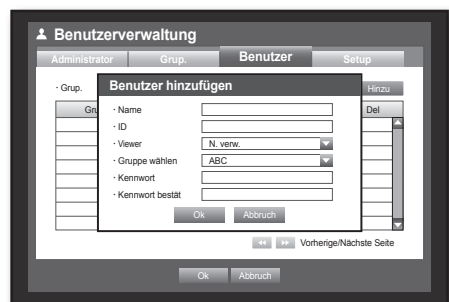 Benutzerverwaltung
Administrator Grup. Benutzer Setup
· Grup. Hinzu
Benutzer hinzufügen
Gru Del
· Name
· ID
· Viewer N. verw.
· Gruppe wählen ABC
· Kennwort
· Kennwort bestät
Ok Abbruch
Vorherige/Nächste Seite
Ok Abbruch